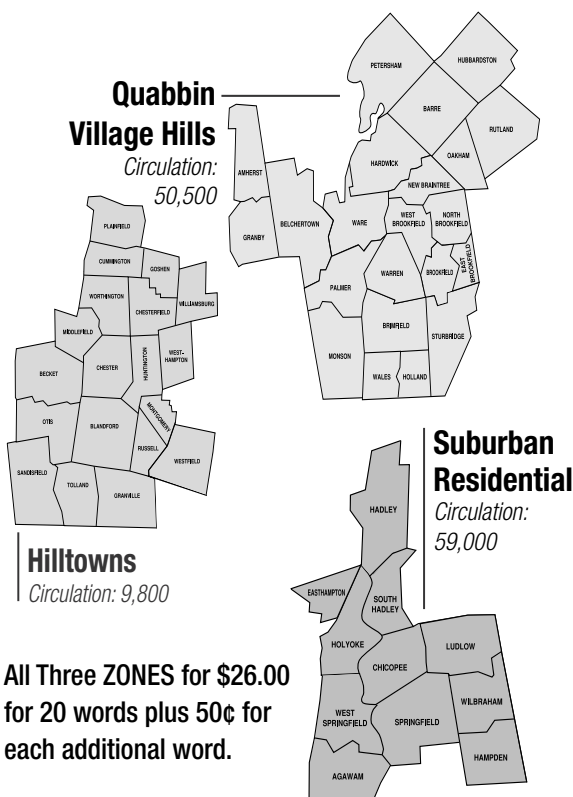 Quabbin
Village Hills
Circulation:
50,500
PETERSHAM
HUBBARDSTON
BARRE
RUTLAND
HARDWICK
OAKHAM
NEW BRAINTREE
AMHERST
BELCHERTOWN
GRANBY
WARE
WEST
BROOKFIELD
NORTH
BROOKFIELD
EAST
BROOKFIELD
BROOKFIELD
WARREN
PALMER
BRIMFIELD
STURBRIDGE
MONSON
WALES
HOLLAND
PLAINFIELD
CUMMINGTON
GOSHEN
WORTHINGTON
WILLIAMSBURG
CHESTERFIELD
MIDDLEFIELD
WEST-
HAMPTON
HUNTINGTON
CHESTER
BECKET
MONTGOMERY
OTIS
BLANDFORD
RUSSELL
WESTFIELD
SANDISFIELD
TOLLAND
GRANVILLE
Hilltowns
Circulation: 9,800
Suburban
Residential
Circulation:
59,000
HADLEY
EASTHAMPTON
SOUTH
HADLEY
HOLYOKE
LUDLOW
CHICOPEE
WILBRAHAM
WEST
SPRINGFIELD
SPRINGFIELD
HAMPDEN
AGAWAM
All Three ZONES for $26.00
for 20 words plus 50¢ for
each additional word.